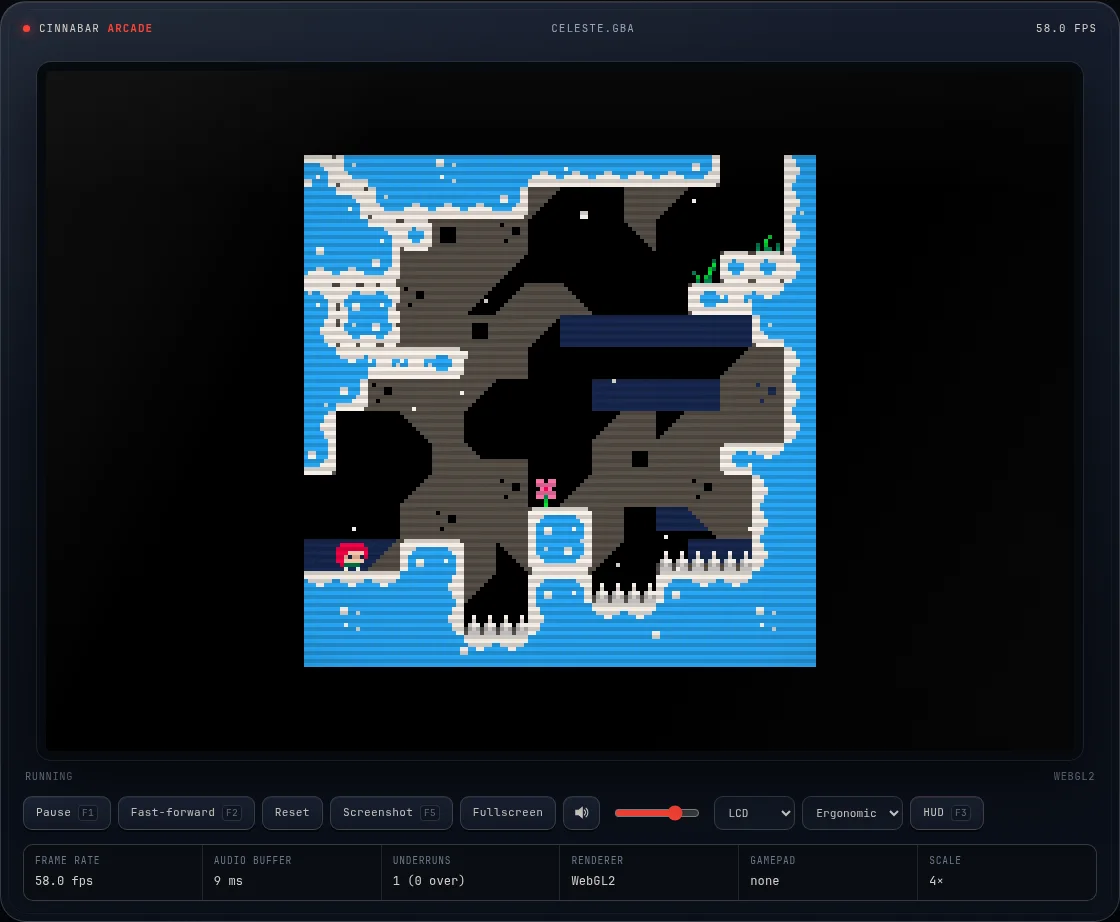 CINNABAR ARCADE
CELESTE.GBA
58.0 FPS
RUNNING
WEBGL2
Pause F1
Fast-forward F2
Reset
Screenshot F5
Fullscreen
LCD
Ergonomic
HUD F3
FRAME RATE
58.0 fps
AUDIO BUFFER
9 ms
UNDERRUNS
1 (0 over)
RENDERER
WebGL2
GAMEPAD
none
SCALE
4×